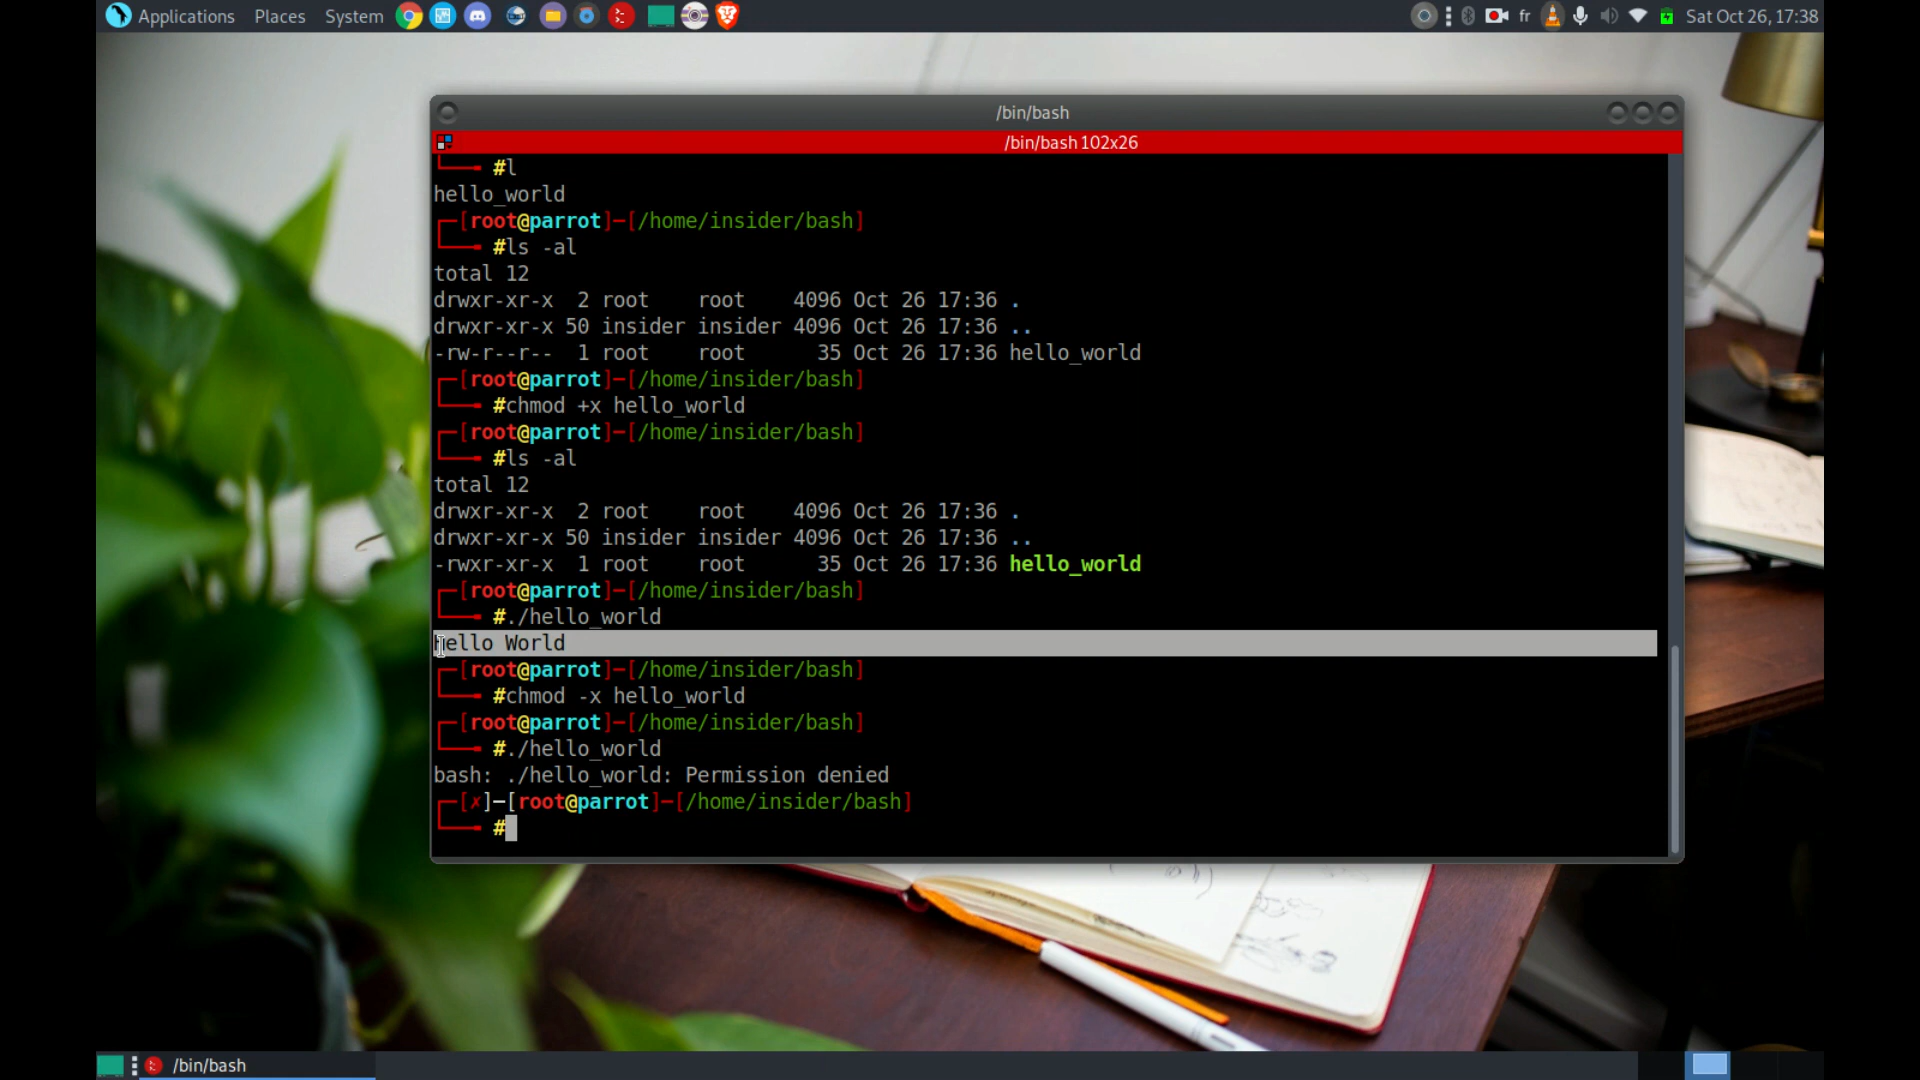 Applications Places System fr Sat Oct 26, 17:38
/bin/bash
/bin/bash 102x26
#l
hello_world
[root@parrot]-[/home/insider/bash]
#ls -al
total 12
drwxr-xr-x 2 root root 4096 Oct 26 17:36 .
drwxr-xr-x 50 insider insider 4096 Oct 26 17:36 ..
-rw-r--r-- 1 root root 35 Oct 26 17:36 hello_world
[root@parrot]-[/home/insider/bash]
#chmod +x hello_world
[root@parrot]-[/home/insider/bash]
#ls -al
total 12
drwxr-xr-x 2 root root 4096 Oct 26 17:36 .
drwxr-xr-x 50 insider insider 4096 Oct 26 17:36 ..
-rwxr-xr-x 1 root root 35 Oct 26 17:36 hello_world
[root@parrot]-[/home/insider/bash]
#./hello_world
hello World
[root@parrot]-[/home/insider/bash]
#chmod -x hello_world
[root@parrot]-[/home/insider/bash]
#./hello_world
bash: ./hello_world: Permission denied
[✗]-[root@parrot]-[/home/insider/bash]
#
/bin/bash